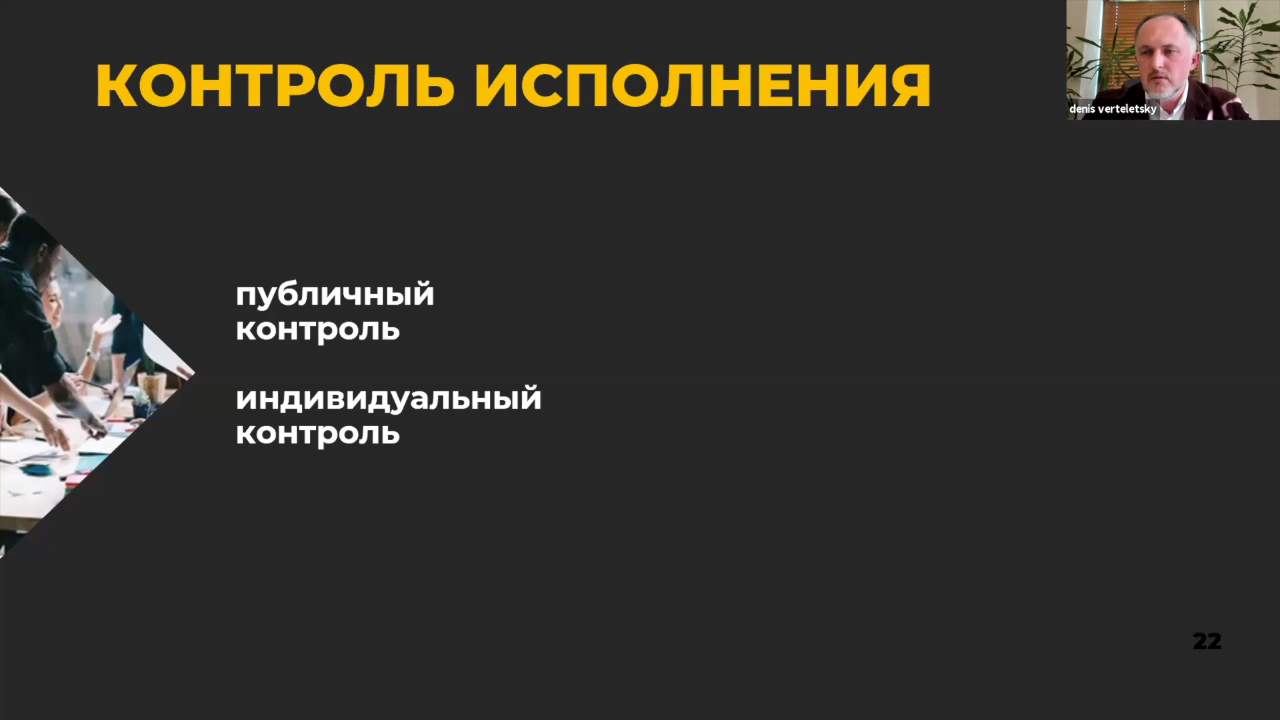 КОНТРОЛЬ ИСПОЛНЕНИЯ
denis verteletsky
публичный
контроль
индивидуальный
контроль
22